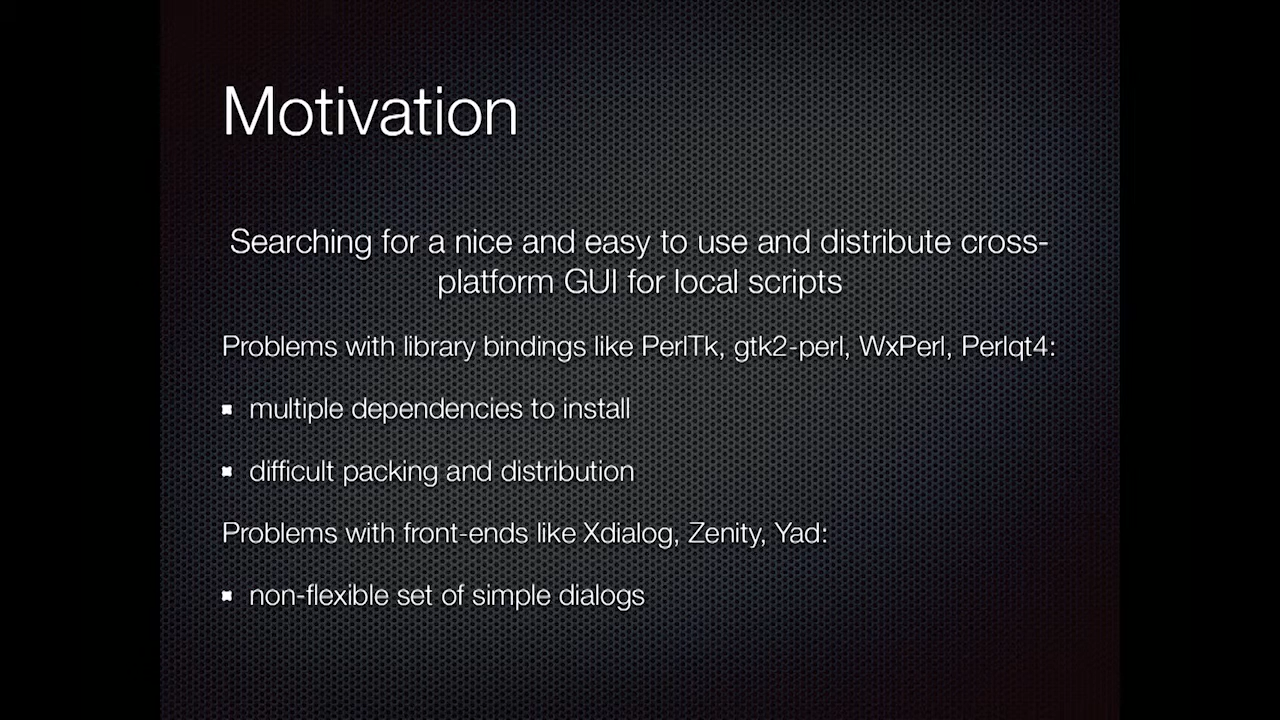 Motivation
Searching for a nice and easy to use and distribute cross-
platform GUI for local scripts
Problems with library bindings like PerlTk, gtk2-perl, WxPerl, Perlqt4:
multiple dependencies to install
difficult packing and distribution
Problems with front-ends like Xdialog, Zenity, Yad:
non-flexible set of simple dialogs